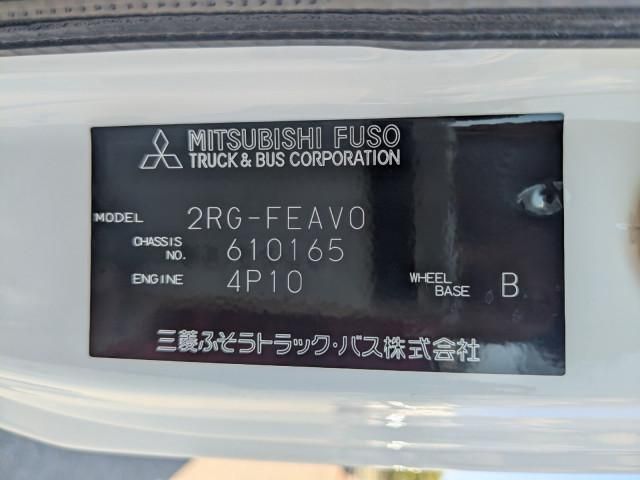 MITSUBISHI FUSO
TRUCK & BUS CORPORATION
MODEL 2RG-FEAV0
CHASSIS NO. 610165
ENGINE 4P10 WHEEL BASE B
三菱ふそうトラック・バス株式会社